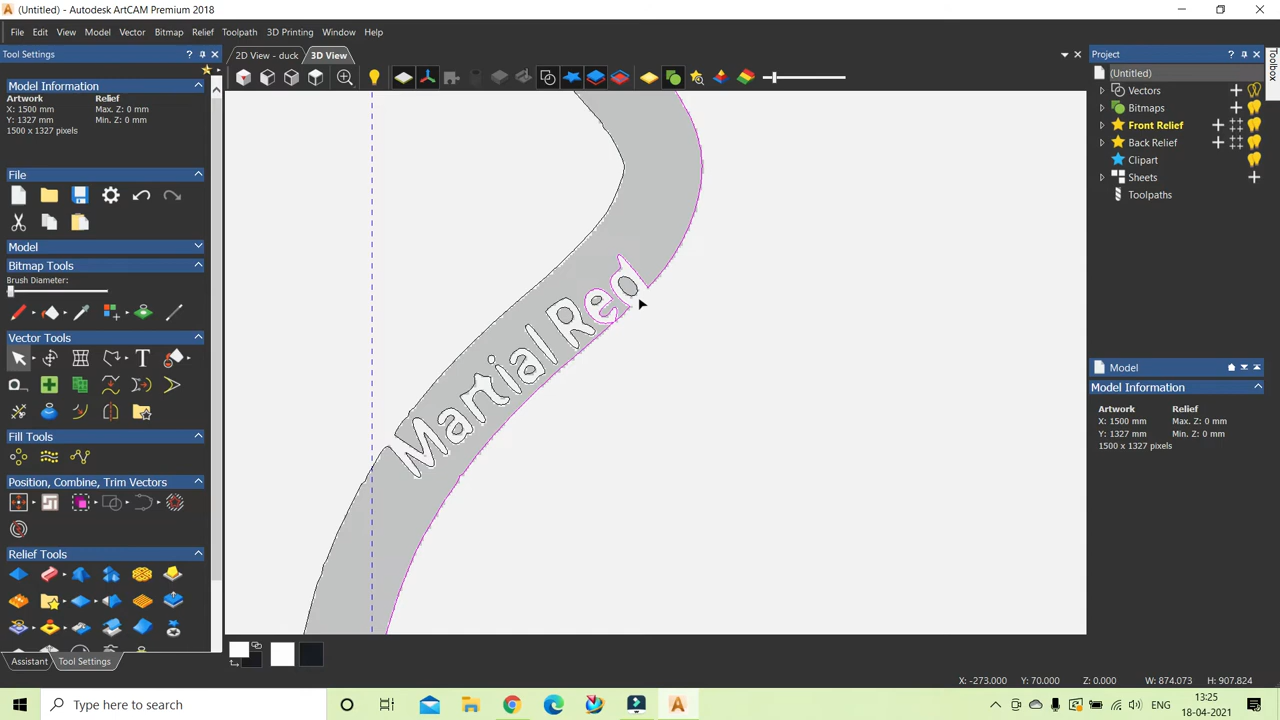 (Untitled) - Autodesk ArtCAM Premium 2018
File Edit View Model Vector Bitmap Relief Toolpath 3D Printing Window Help
Tool Settings ?
2D View - duck 3D View
Project ?
Toolbox
Model Information
Artwork Relief
X: 1500 mm Max. Z: 0 mm
Y: 1327 mm Min. Z: 0 mm
1500 x 1327 pixels
File
Model
Bitmap Tools
Brush Diameter:
Vector Tools
Fill Tools
Position, Combine, Trim Vectors
Relief Tools
Assistant Tool Settings
Martial Red
(Untitled)
Vectors
Bitmaps
Front Relief
Back Relief
Clipart
Sheets
Toolpaths
Model
Model Information
Artwork Relief
X: 1500 mm Max. Z: 0 mm
Y: 1327 mm Min. Z: 0 mm
1500 x 1327 pixels
X: -273.000 Y: 70.000 Z: 0.000 W: 874.073 H: 907.824
Type here to search
ENG
13:25
18-04-2021